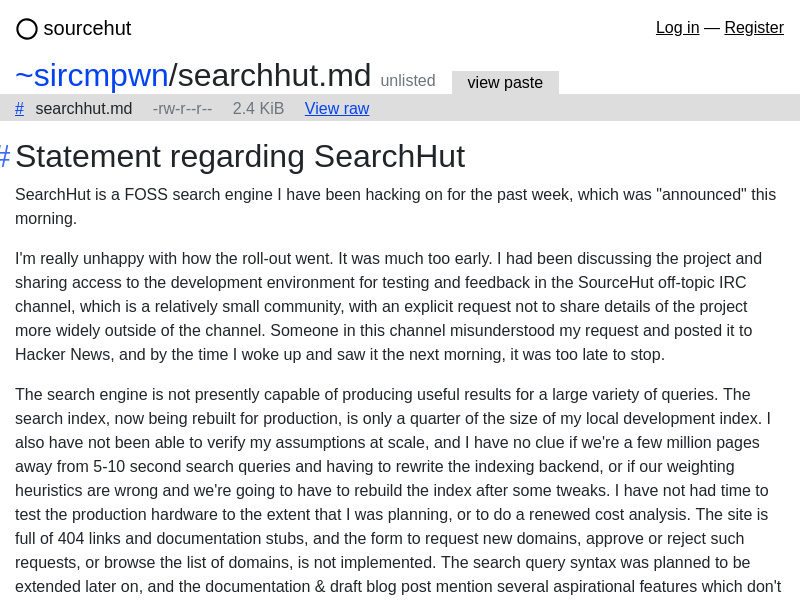 sourcehut
Log in — Register
~sircmpwn/searchhut.md unlisted view paste
# searchhut.md -rw-r--r-- 2.4 KiB View raw
# Statement regarding SearchHut
SearchHut is a FOSS search engine I have been hacking on for the past week, which was "announced" this
morning.
I'm really unhappy with how the roll-out went. It was much too early. I had been discussing the project and
sharing access to the development environment for testing and feedback in the SourceHut off-topic IRC
channel, which is a relatively small community, with an explicit request not to share details of the project
more widely outside of the channel. Someone in this channel misunderstood my request and posted it to
Hacker News, and by the time I woke up and saw it the next morning, it was too late to stop.
The search engine is not presently capable of producing useful results for a large variety of queries. The
search index, now being rebuilt for production, is only a quarter of the size of my local development index. I
also have not been able to verify my assumptions at scale, and I have no clue if we're a few million pages
away from 5-10 second search queries and having to rewrite the indexing backend, or if our weighting
heuristics are wrong and we're going to have to rebuild the index after some tweaks. I have not had time to
test the production hardware to the extent that I was planning, or to do a renewed cost analysis. The site is
full of 404 links and documentation stubs, and the form to request new domains, approve or reject such
requests, or browse the list of domains, is not implemented. The search query syntax was planned to be
extended later on, and the documentation & draft blog post mention several aspirational features which don't